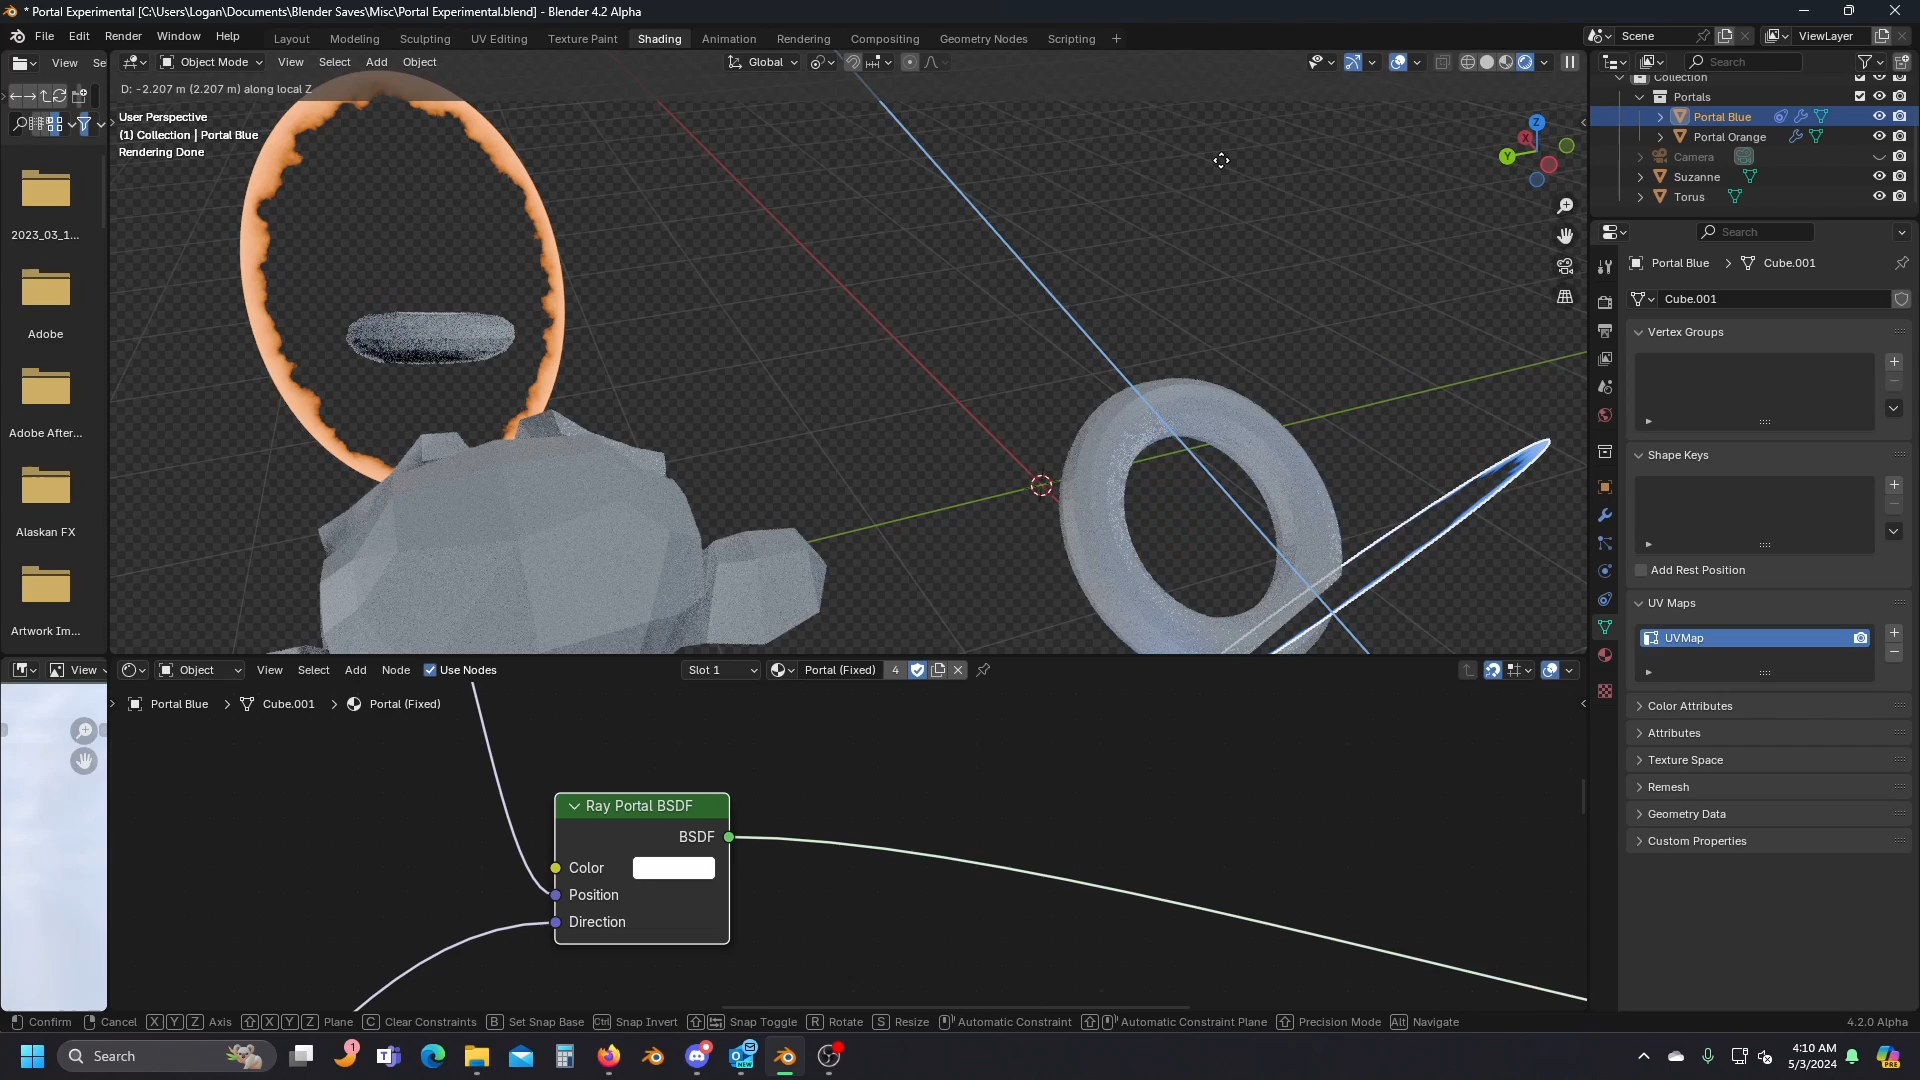 * Portal Experimental [C:\Users\Logan\Documents\Blender Saves\Misc\Portal Experimental.blend] - Blender 4.2 Alpha
File Edit Render Window Help
Layout Modeling Sculpting UV Editing Texture Paint Shading Animation Rendering Compositing Geometry Nodes Scripting +
Scene
ViewLayer
View Se
Object Mode View Select Add Object
Global
Search
D: -2.207 m (2.207 m) along local Z
User Perspective
(1) Collection | Portal Blue
Rendering Done
Z
X
Y
Collection
Portals
Portal Blue
Portal Orange
Camera
Suzanne
Torus
2023_03_1...
Adobe
Adobe After...
Alaskan FX
Artwork Im...
Search
Portal Blue > Cube.001
Cube.001
Vertex Groups
Shape Keys
Add Rest Position
UV Maps
UVMap
Color Attributes
Attributes
Texture Space
Remesh
Geometry Data
Custom Properties
View
Object View Select Add Node Use Nodes
Slot 1
Portal (Fixed) 4
Portal Blue > Cube.001 > Portal (Fixed)
Ray Portal BSDF
BSDF
Color
Position
Direction
Confirm Cancel X Y Z Axis X Y Z Plane C Clear Constraints B Set Snap Base Ctrl Snap Invert Snap Toggle R Rotate S Resize Automatic Constraint Automatic Constraint Plane Precision Mode Alt Navigate
4.2.0 Alpha
Search
1
NEW
PRE
4:10 AM
5/3/2024